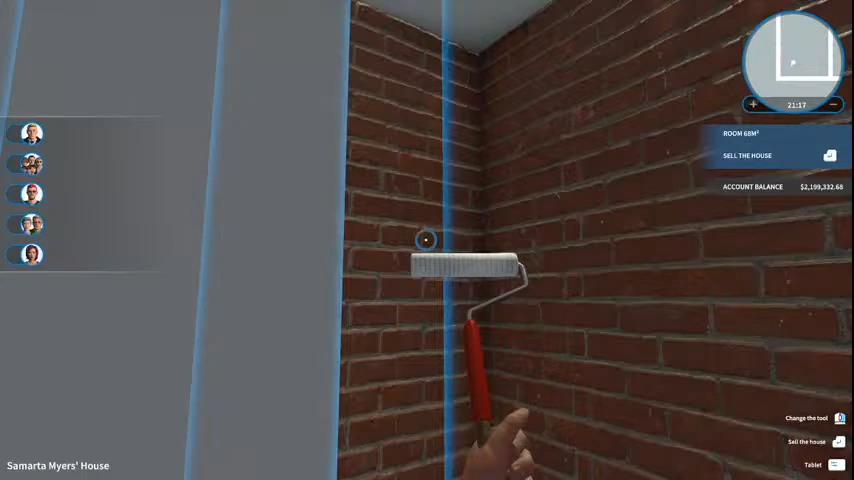 21:17
ROOM 68M²
SELL THE HOUSE
ACCOUNT BALANCE $2,199,332.68
Change the tool
Sell the house
Tablet
Samarta Myers' House